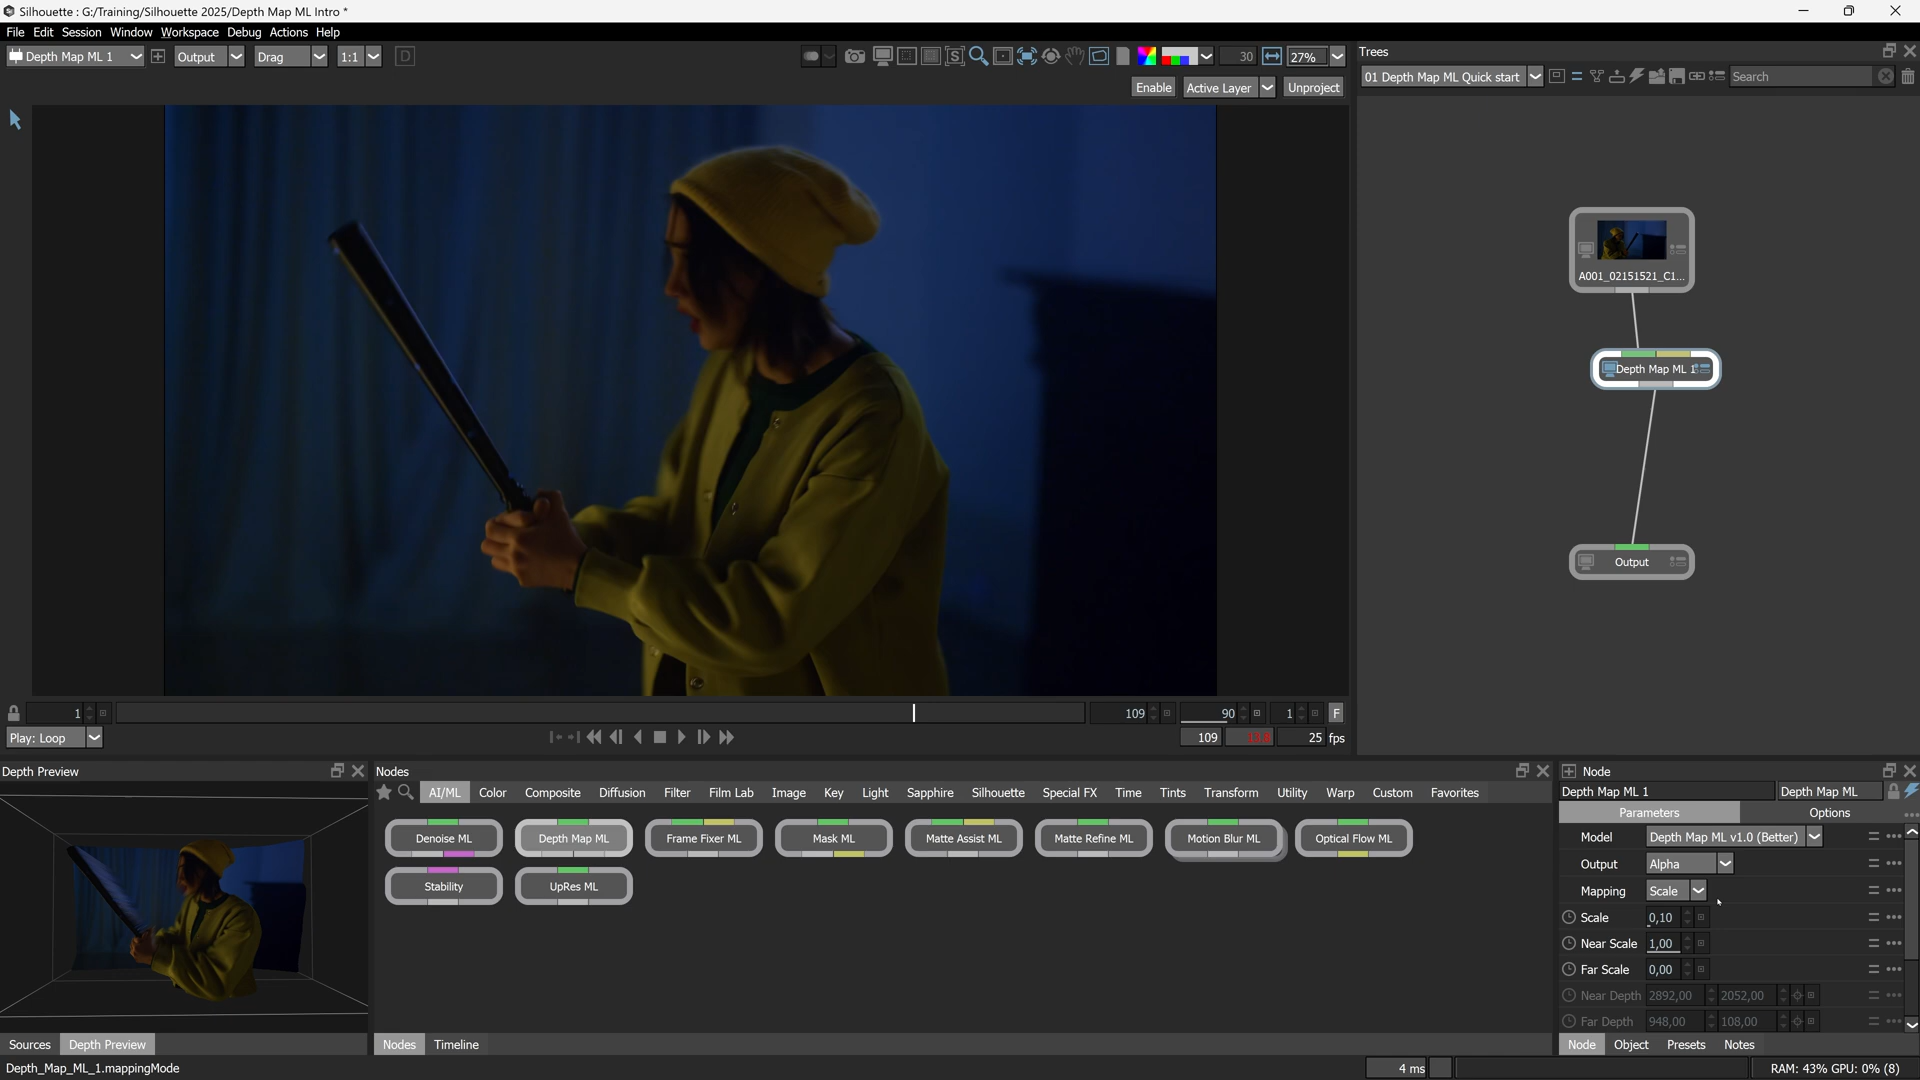 Silhouette : G:/Training/Silhouette 2025/Depth Map ML Intro *
File Edit Session Window Workspace Debug Actions Help
Depth Map ML 1 Output Drag 1:1 D 30 27%
Enable Active Layer Unproject
Trees
01 Depth Map ML Quick start Search
A001_02151521_C1...
Depth Map ML 1
Output
1 109 90 1 F
Play: Loop 109 25 fps
Depth Preview
Nodes
AI/ML Color Composite Diffusion Filter Film Lab Image Key Light Sapphire Silhouette Special FX Time Tints Transform Utility Warp Custom Favorites
Denoise ML Depth Map ML Frame Fixer ML Mask ML Matte Assist ML Matte Refine ML Motion Blur ML Optical Flow ML
Stability UpRes ML
Node
Depth Map ML 1 Depth Map ML
Parameters Options
Model Depth Map ML v1.0 (Better)
Output Alpha
Mapping Scale
Scale 0,10
Near Scale 1,00
Far Scale 0,00
Near Depth 2892,00 2052,00
Far Depth 948,00 108,00
Sources Depth Preview
Nodes Timeline
Node Object Presets Notes
Depth_Map_ML_1.mappingMode
4 ms
RAM: 43% GPU: 0% (8)